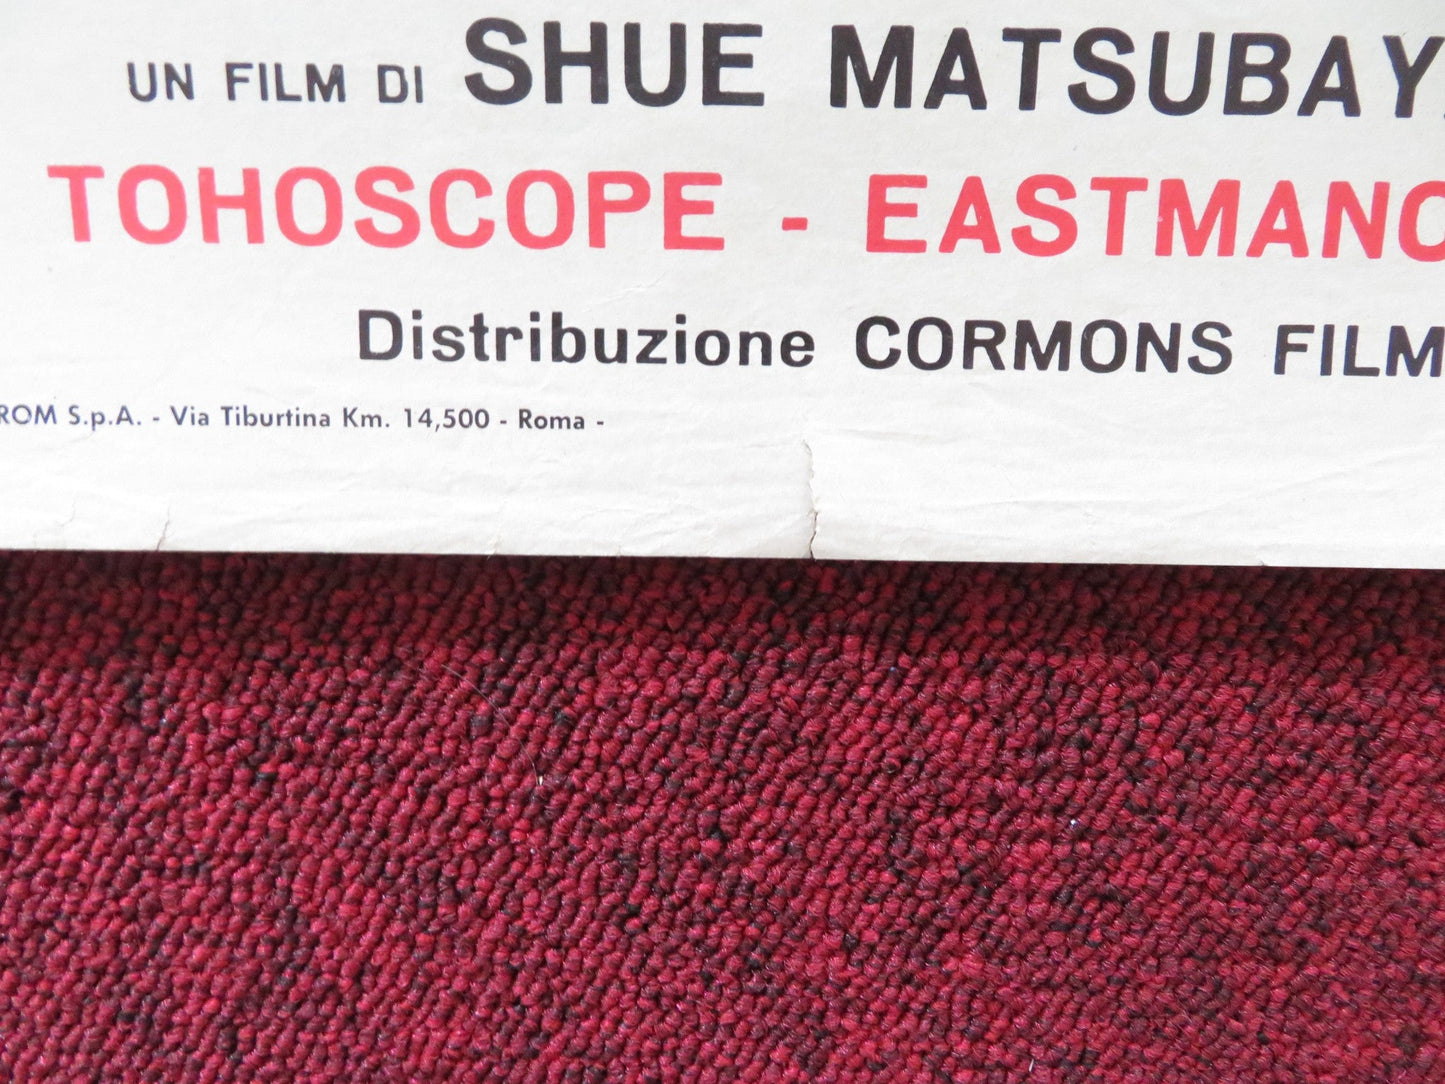 UN FILM DI SHUE MATSUBAY
TOHOSCOPE - EASTMANC
Distribuzione CORMONS FILM
ROM S.p.A. - Via Tiburtina Km. 14,500 - Roma -